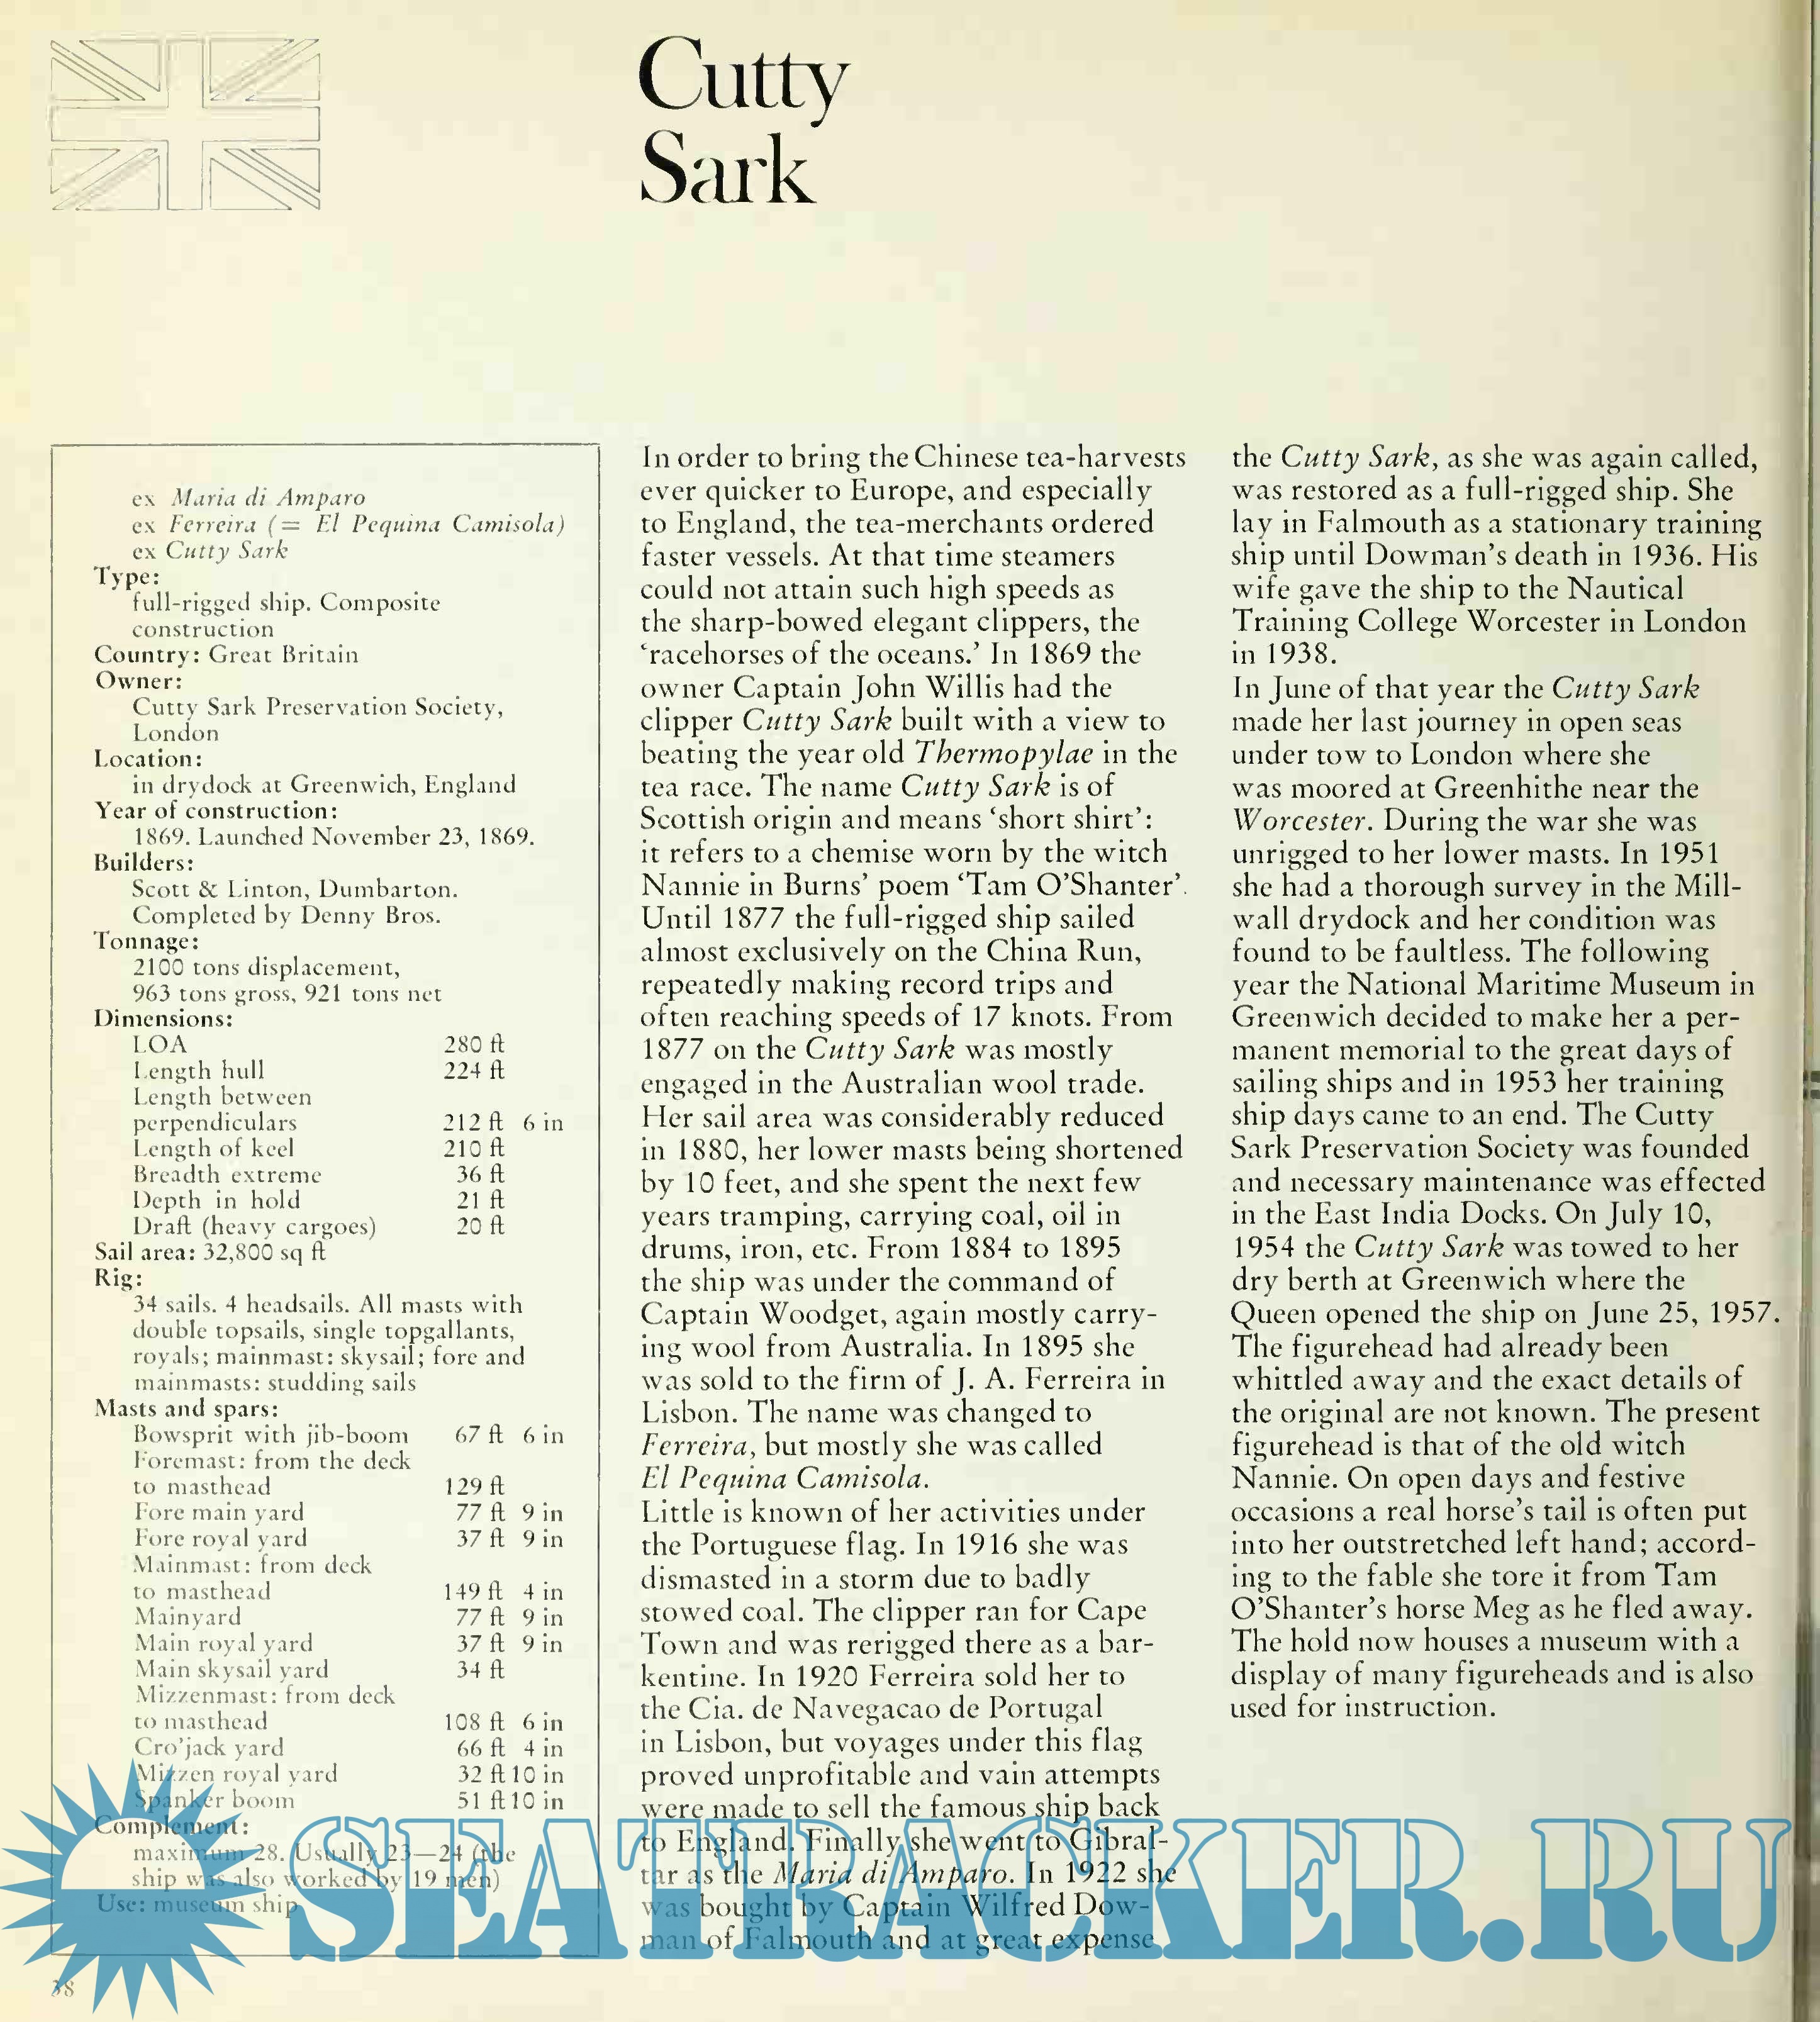 Cutty
Sark
ex Maria di Amparo
ex Ferreira (= El Pequina Camisola)
ex Cutty Sark
Type:
full-rigged ship. Composite
construction
Country: Great Britain
Owner:
Cutty Sark Preservation Society,
London
Location:
in drydock at Greenwich, England
Year of construction:
1869. Launched November 23, 1869.
Builders:
Scott & Linton, Dumbarton.
Completed by Denny Bros.
Tonnage:
2100 tons displacement,
963 tons gross, 921 tons net
Dimensions:
LOA 280 ft
Length hull 224 ft
Length between
perpendiculars 212 ft 6 in
Length of keel 210 ft
Breadth extreme 36 ft
Depth in hold 21 ft
Draft (heavy cargoes) 20 ft
Sail area: 32,800 sq ft
Rig:
34 sails. 4 headsails. All masts with
double topsails, single topgallants,
royals; mainmast: skysail; fore and
mainmasts: studding sails
Masts and spars:
Bowsprit with jib-boom 67 ft 6 in
Foremast: from the deck
to masthead 129 ft
Fore main yard 77 ft 9 in
Fore royal yard 37 ft 9 in
Mainmast: from deck
to masthead 149 ft 4 in
Mainyard 77 ft 9 in
Main royal yard 37 ft 9 in
Main skysail yard 34 ft
Mizzenmast: from deck
to masthead 108 ft 6 in
Cro'jack yard 66 ft 4 in
Mizzen royal yard 32 ft 10 in
Spanker boom 51 ft 10 in
Complement:
maximum 28. Usually 23—24 (the
ship was also worked by 19 men)
Use: museum ship
In order to bring the Chinese tea-harvests
ever quicker to Europe, and especially
to England, the tea-merchants ordered
faster vessels. At that time steamers
could not attain such high speeds as
the sharp-bowed elegant clippers, the
'racehorses of the oceans.' In 1869 the
owner Captain John Willis had the
clipper Cutty Sark built with a view to
beating the year old Thermopylae in the
tea race. The name Cutty Sark is of
Scottish origin and means 'short shirt':
it refers to a chemise worn by the witch
Nannie in Burns' poem 'Tam O'Shanter'.
Until 1877 the full-rigged ship sailed
almost exclusively on the China Run,
repeatedly making record trips and
often reaching speeds of 17 knots. From
1877 on the Cutty Sark was mostly
engaged in the Australian wool trade.
Her sail area was considerably reduced
in 1880, her lower masts being shortened
by 10 feet, and she spent the next few
years tramping, carrying coal, oil in
drums, iron, etc. From 1884 to 1895
the ship was under the command of
Captain Woodget, again mostly carry-
ing wool from Australia. In 1895 she
was sold to the firm of J. A. Ferreira in
Lisbon. The name was changed to
Ferreira, but mostly she was called
El Pequina Camisola.
Little is known of her activities under
the Portuguese flag. In 1916 she was
dismasted in a storm due to badly
stowed coal. The clipper ran for Cape
Town and was rerigged there as a bar-
kentine. In 1920 Ferreira sold her to
the Cia. de Navegacao de Portugal
in Lisbon, but voyages under this flag
proved unprofitable and vain attempts
were made to sell the famous ship back
to England. Finally she went to Gibral-
tar as the Maria di Amparo. In 1922 she
was bought by Captain Wilfred Dow-
man of Falmouth and at great expense
the Cutty Sark, as she was again called,
was restored as a full-rigged ship. She
lay in Falmouth as a stationary training
ship until Dowman's death in 1936. His
wife gave the ship to the Nautical
Training College Worcester in London
in 1938.
In June of that year the Cutty Sark
made her last journey in open seas
under tow to London where she
was moored at Greenhithe near the
Worcester. During the war she was
unrigged to her lower masts. In 1951
she had a thorough survey in the Mill-
wall drydock and her condition was
found to be faultless. The following
year the National Maritime Museum in
Greenwich decided to make her a per-
manent memorial to the great days of
sailing ships and in 1953 her training
ship days came to an end. The Cutty
Sark Preservation Society was founded
and necessary maintenance was effected
in the East India Docks. On July 10,
1954 the Cutty Sark was towed to her
dry berth at Greenwich where the
Queen opened the ship on June 25, 1957.
The figurehead had already been
whittled away and the exact details of
the original are not known. The present
figurehead is that of the old witch
Nannie. On open days and festive
occasions a real horse's tail is often put
into her outstretched left hand; accord-
ing to the fable she tore it from Tam
O'Shanter's horse Meg as he fled away.
The hold now houses a museum with a
display of many figureheads and is also
used for instruction.
SEATRACKER.RU
38